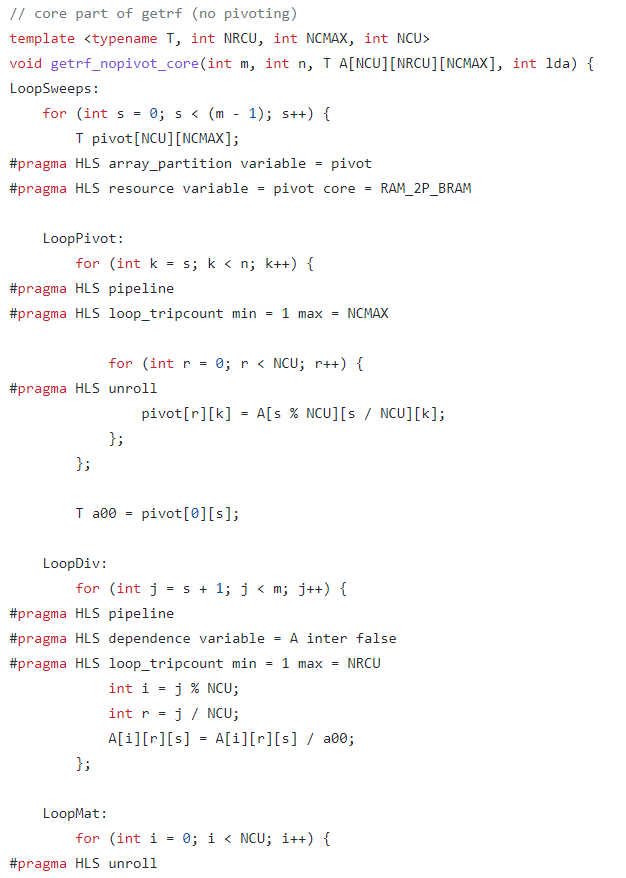 // core part of getrf (no pivoting)
template <typename T, int NRCU, int NCMAX, int NCU>
void getrf_nopivot_core(int m, int n, T A[NCU][NRCU][NCMAX], int lda) {
LoopSweeps:
    for (int s = 0; s < (m - 1); s++) {
        T pivot[NCU][NCMAX];
#pragma HLS array_partition variable = pivot
#pragma HLS resource variable = pivot core = RAM_2P_BRAM

    LoopPivot:
        for (int k = s; k < n; k++) {
#pragma HLS pipeline
#pragma HLS loop_tripcount min = 1 max = NCMAX

            for (int r = 0; r < NCU; r++) {
#pragma HLS unroll
                pivot[r][k] = A[s % NCU][s / NCU][k];
            };
        };

        T a00 = pivot[0][s];

    LoopDiv:
        for (int j = s + 1; j < m; j++) {
#pragma HLS pipeline
#pragma HLS dependence variable = A inter false
#pragma HLS loop_tripcount min = 1 max = NRCU
            int i = j % NCU;
            int r = j / NCU;
            A[i][r][s] = A[i][r][s] / a00;
        };

    LoopMat:
        for (int i = 0; i < NCU; i++) {
#pragma HLS unroll